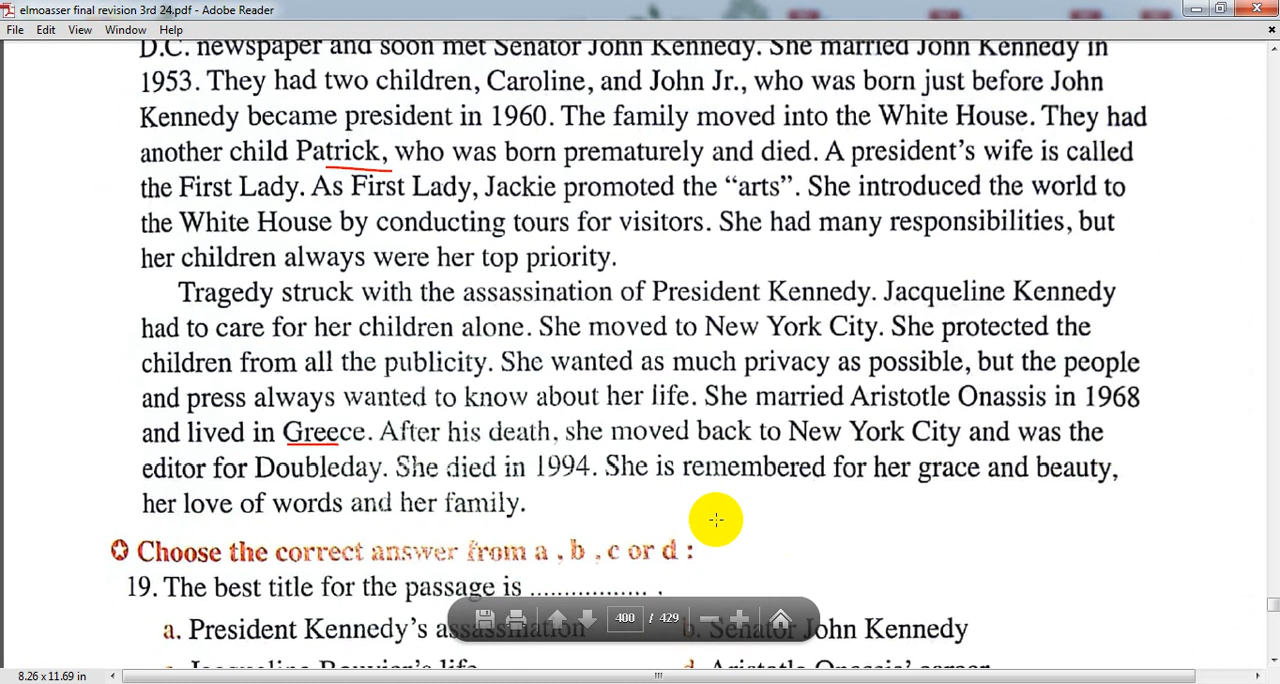 elmoasser final revision 3rd 24.pdf - Adobe Reader
File Edit View Window Help
D.C. newspaper and soon met Senator John Kennedy. She married John Kennedy in
1953. They had two children, Caroline, and John Jr., who was born just before John
Kennedy became president in 1960. The family moved into the White House. They had
another child Patrick, who was born prematurely and died. A president's wife is called
the First Lady. As First Lady, Jackie promoted the “arts”. She introduced the world to
the White House by conducting tours for visitors. She had many responsibilities, but
her children always were her top priority.
Tragedy struck with the assassination of President Kennedy. Jacqueline Kennedy
had to care for her children alone. She moved to New York City. She protected the
children from all the publicity. She wanted as much privacy as possible, but the people
and press always wanted to know about her life. She married Aristotle Onassis in 1968
and lived in Greece. After his death, she moved back to New York City and was the
editor for Doubleday. She died in 1994. She is remembered for her grace and beauty,
her love of words and her family.
Choose the correct answer from a , b , c or d :
19. The best title for the passage is ................. .
a. President Kennedy's assassination b. Senator John Kennedy
c. Jacqueline Bouvier's life d. Aristotle Onassis' career
400 / 429
8.26 x 11.69 in